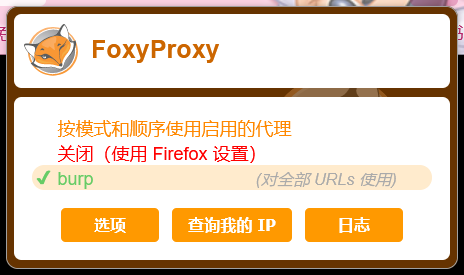 FoxyProxy
按模式和顺序使用启用的代理
关闭（使用 Firefox 设置）
burp (对全部 URLs 使用)
选项 查询我的 IP 日志